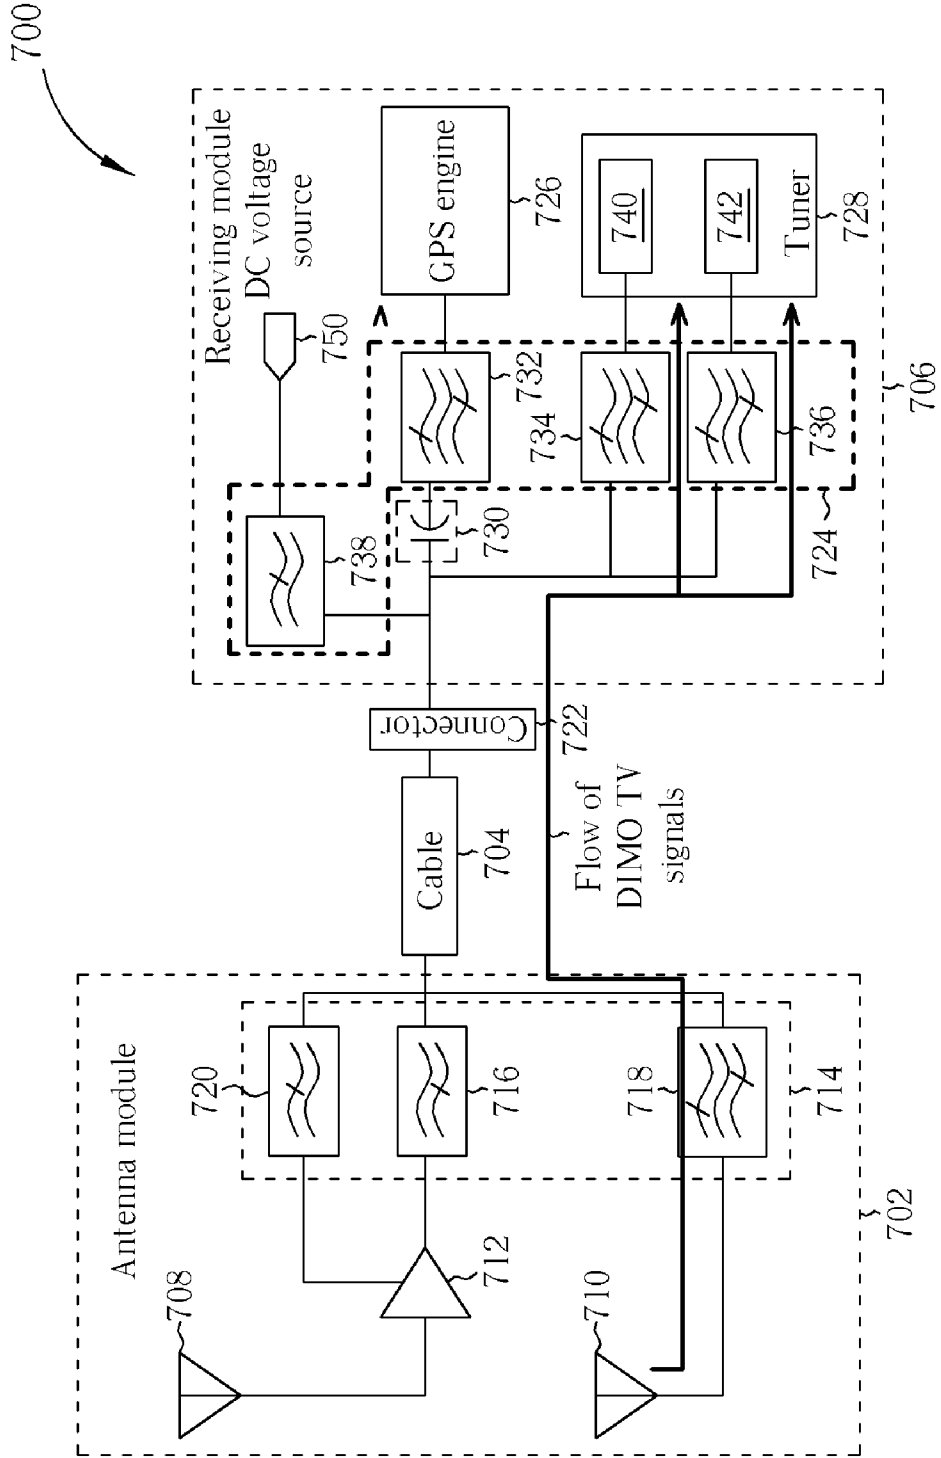 700
Receiving module
DC voltage
source
750
GPS engine
726
740
742
Tuner
728
706
738
730
732
734
736
724
Connector
722
Cable
704
Flow of
DIMO TV
signals
Antenna module
720
716
718
714
702
712
708
710